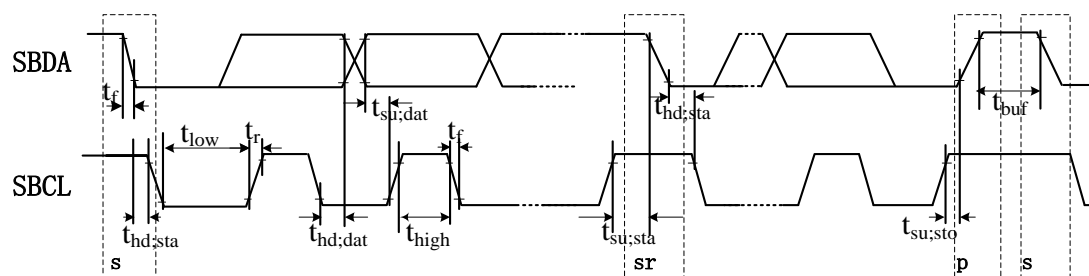 SBDA
t_f
t_su;dat
t_hd;sta
t_buf
t_low
t_r
t_f
SBCL
t_hd;sta
t_hd;dat
t_high
t_su;sta
t_su;sto
s
sr
p
s